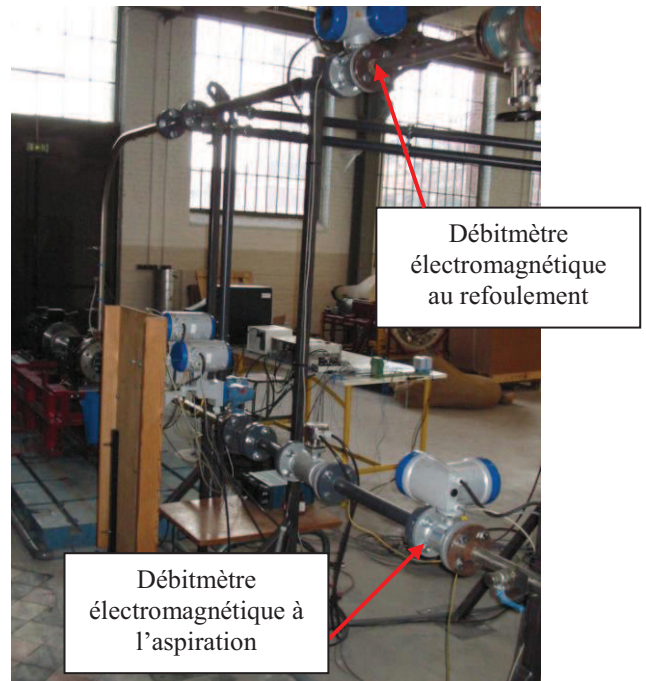 Débitmètre
électromagnétique
au refoulement
Débitmètre
électromagnétique à
l’aspiration